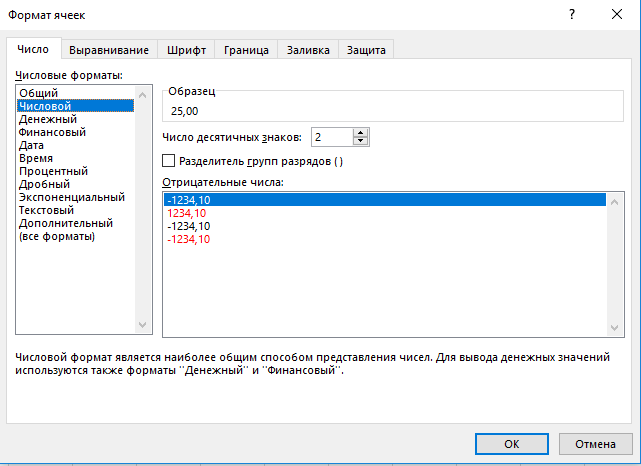 Формат ячеек
?
Число Выравнивание Шрифт Граница Заливка Защита
Числовые форматы:
Общий
Числовой
Денежный
Финансовый
Дата
Время
Процентный
Дробный
Экспоненциальный
Текстовый
Дополнительный
(все форматы)
Образец
25,00
Число десятичных знаков: 2
Разделитель групп разрядов ( )
Отрицательные числа:
-1234,10
1234,10
-1234,10
-1234,10
Числовой формат является наиболее общим способом представления чисел. Для вывода денежных значений
используются также форматы "Денежный" и "Финансовый".
ОК Отмена